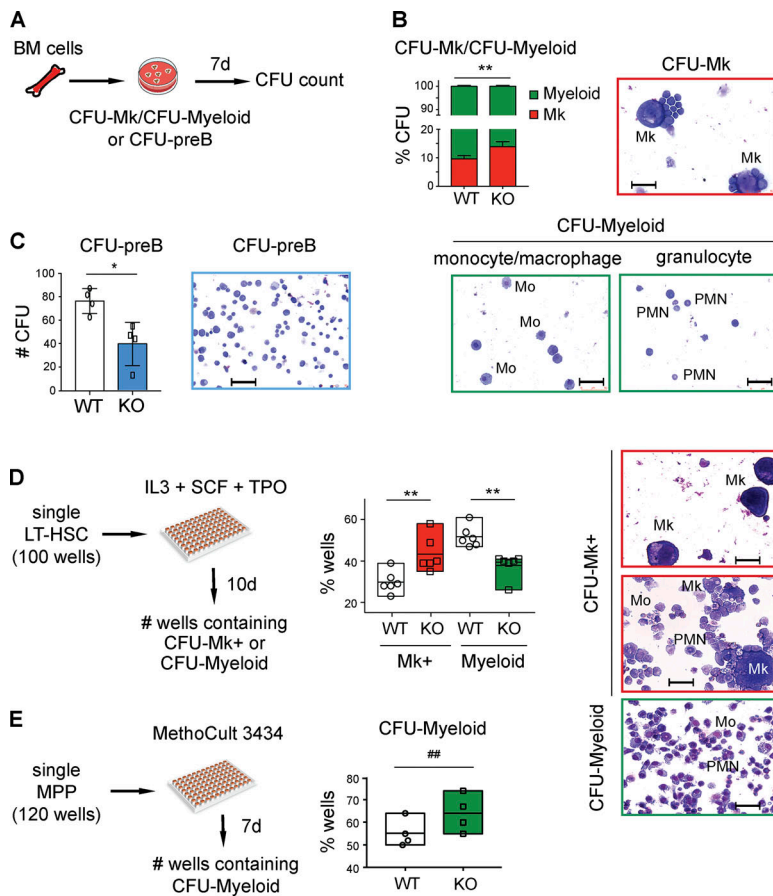 A
BM cells
7d
CFU count
CFU-Mk/CFU-Myeloid
or CFU-preB
B
CFU-Mk/CFU-Myeloid
**
100
90
20
10
0
% CFU
WT
KO
Myeloid
Mk
CFU-Mk
Mk
Mk
CFU-Myeloid
monocyte/macrophage
granulocyte
Mo
Mo
Mo
PMN
PMN
PMN
C
CFU-preB
*
100
80
60
40
20
0
# CFU
WT
KO
CFU-preB
D
IL3 + SCF + TPO
single
LT-HSC
(100 wells)
10d
# wells containing
CFU-Mk+ or
CFU-Myeloid
**
**
60
40
20
% wells
WT
KO
WT
KO
Mk+
Myeloid
CFU-Mk+
Mk
Mk
Mo
Mk
PMN
Mk
CFU-Myeloid
Mo
PMN
E
MethoCult 3434
single
MPP
(120 wells)
7d
# wells containing
CFU-Myeloid
CFU-Myeloid
##
80
70
60
50
40
% wells
WT
KO